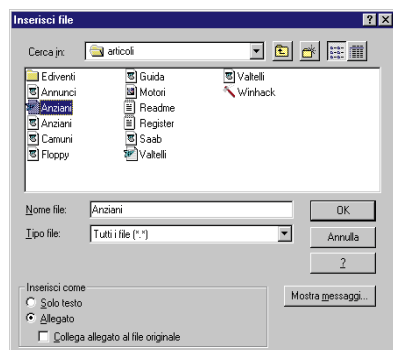 Inserisci file
Cerca in: articoli
Ediventi Guida Valtelli
Annunci Motori Winhack
Anziani Readme
Anziani Register
Camuni Saab
Floppy Valtelli
Nome file: Anziani OK
Tipo file: Tutti i file (*.*) Annulla
?
Inserisci come
Solo testo Mostra messaggi...
Allegato
Collega allegato al file originale